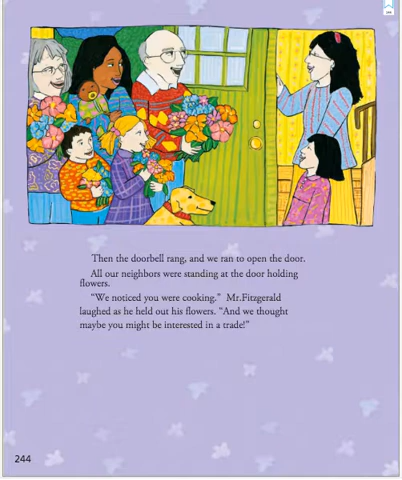 Then the doorbell rang, and we ran to open the door.
All our neighbors were standing at the door holding
flowers.
“We noticed you were cooking.” Mr.Fitzgerald
laughed as he held out his flowers. “And we thought
maybe you might be interested in a trade!”
244